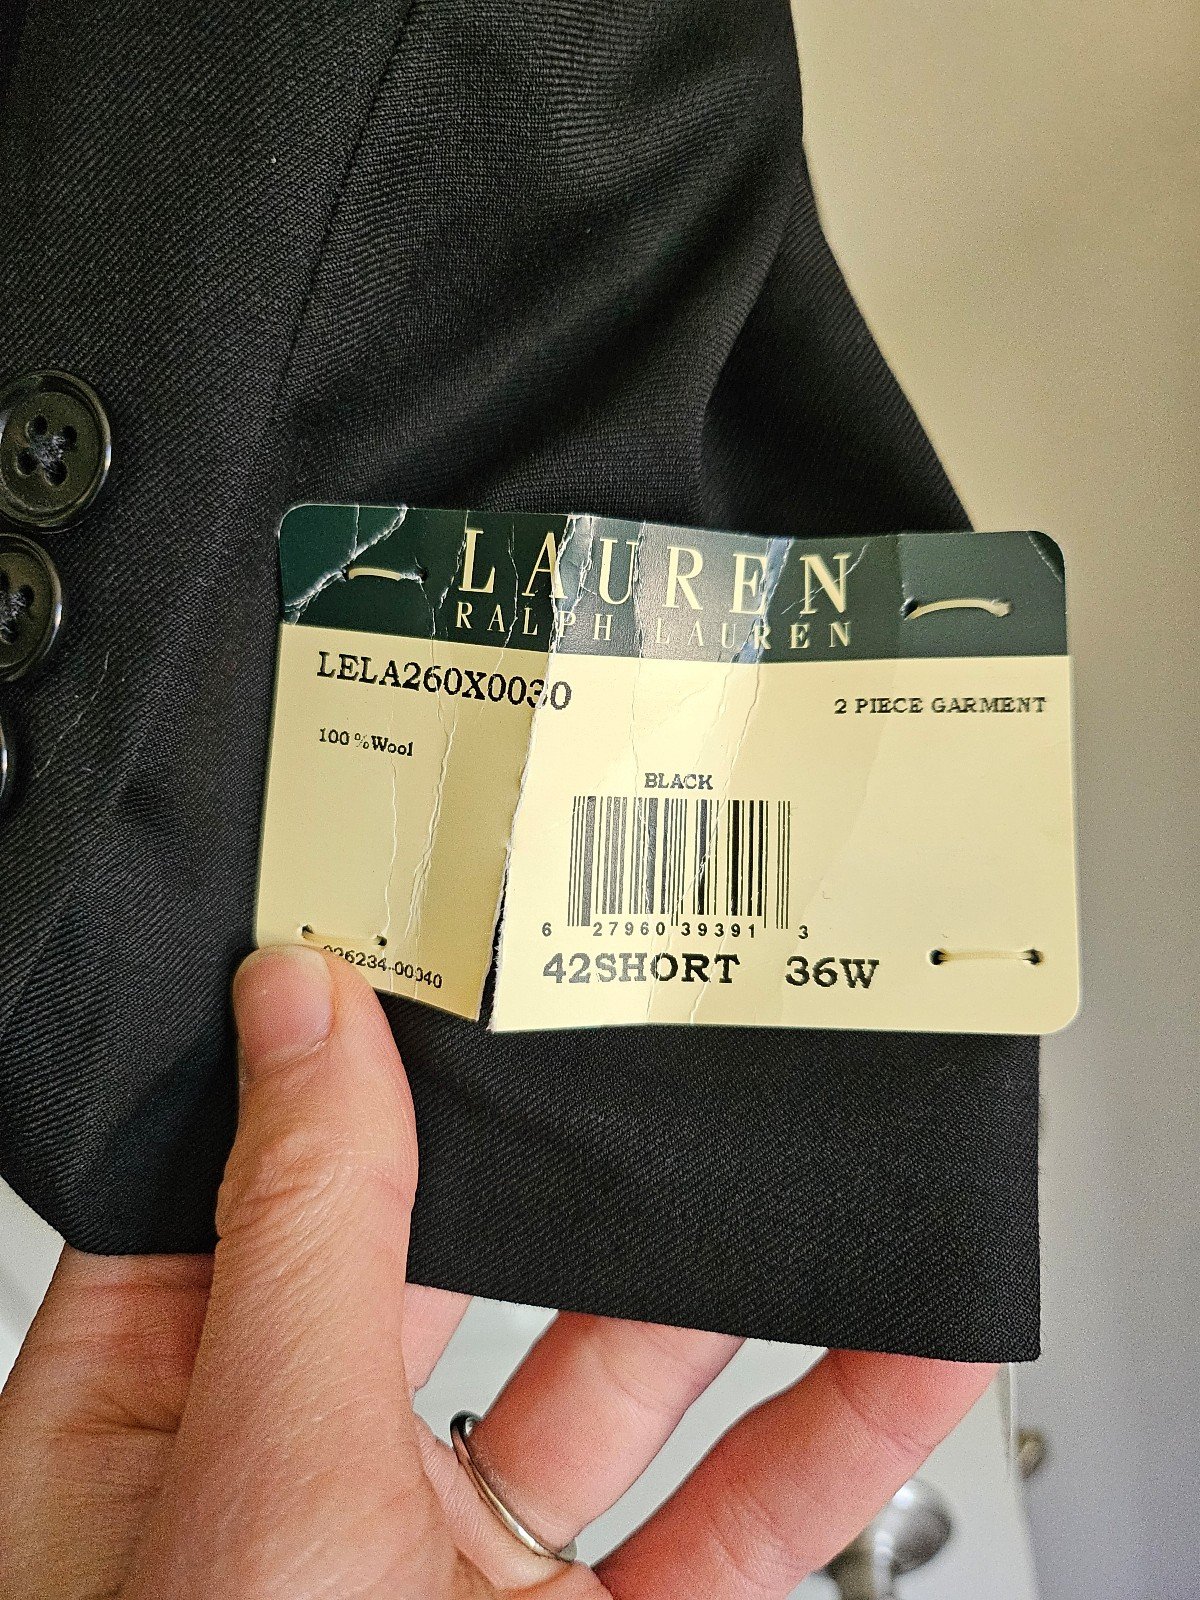 LAUREN
RALPH LAUREN
LELA260X0030
2 PIECE GARMENT
100%Wool
BLACK
6 27960 39391 3
42SHORT 36W